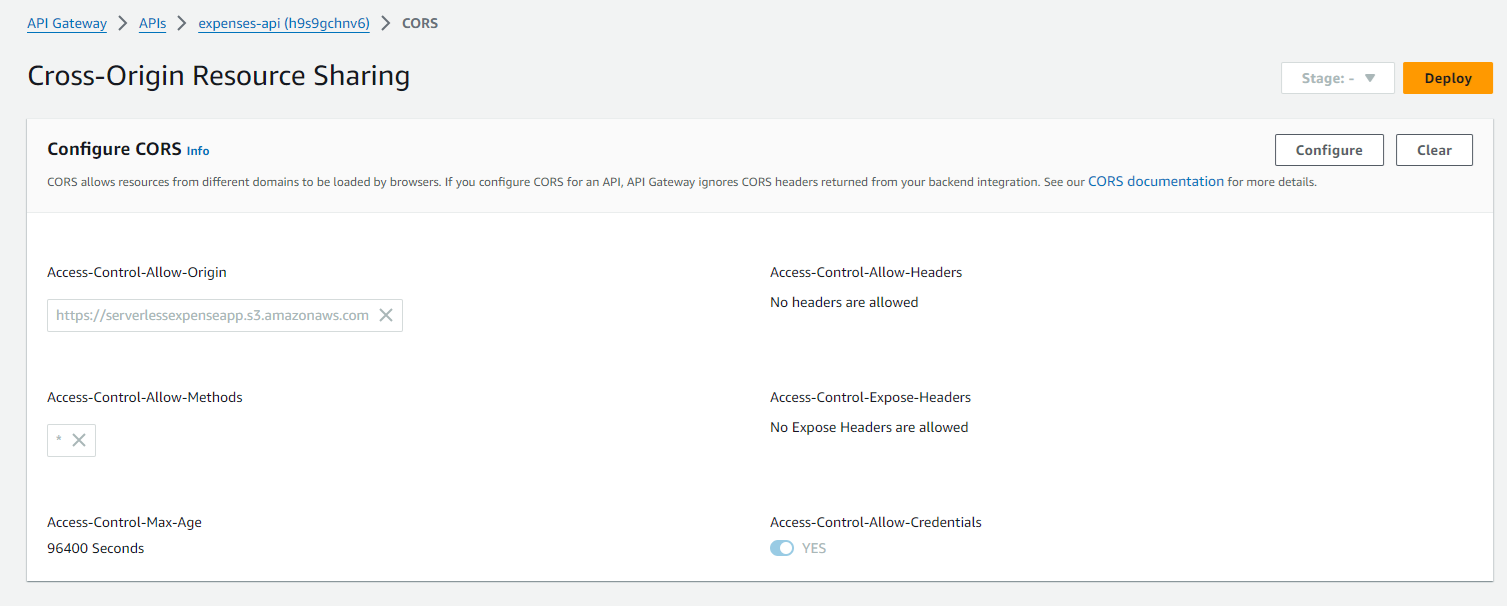 API Gateway > APIs > expenses-api (h9s9gchnv6) > CORS
Cross-Origin Resource Sharing
Stage: - ▼
Deploy
Configure CORS Info
Configure
Clear
CORS allows resources from different domains to be loaded by browsers. If you configure CORS for an API, API Gateway ignores CORS headers returned from your backend integration. See our CORS documentation for more details.
Access-Control-Allow-Origin
https://serverlessexpenseapp.s3.amazonaws.com
Access-Control-Allow-Headers
No headers are allowed
Access-Control-Allow-Methods
*
Access-Control-Expose-Headers
No Expose Headers are allowed
Access-Control-Max-Age
96400 Seconds
Access-Control-Allow-Credentials
YES